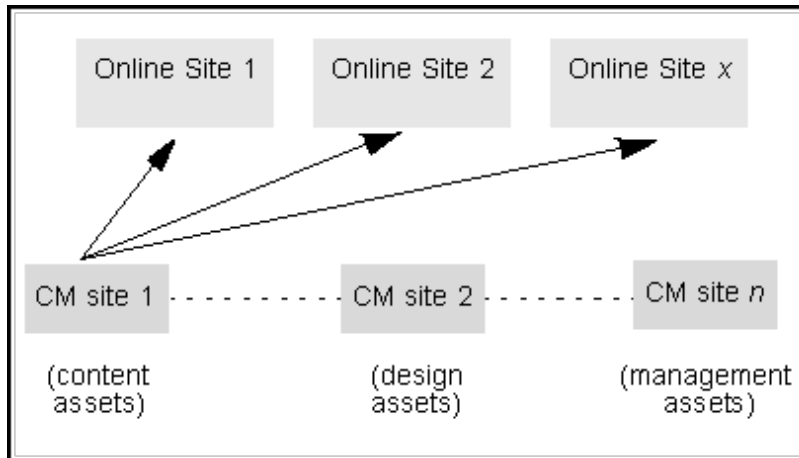 Online Site 1
Online Site 2
Online Site x
CM site 1
CM site 2
CM site n
(content
assets)
(design
assets)
(management
assets)